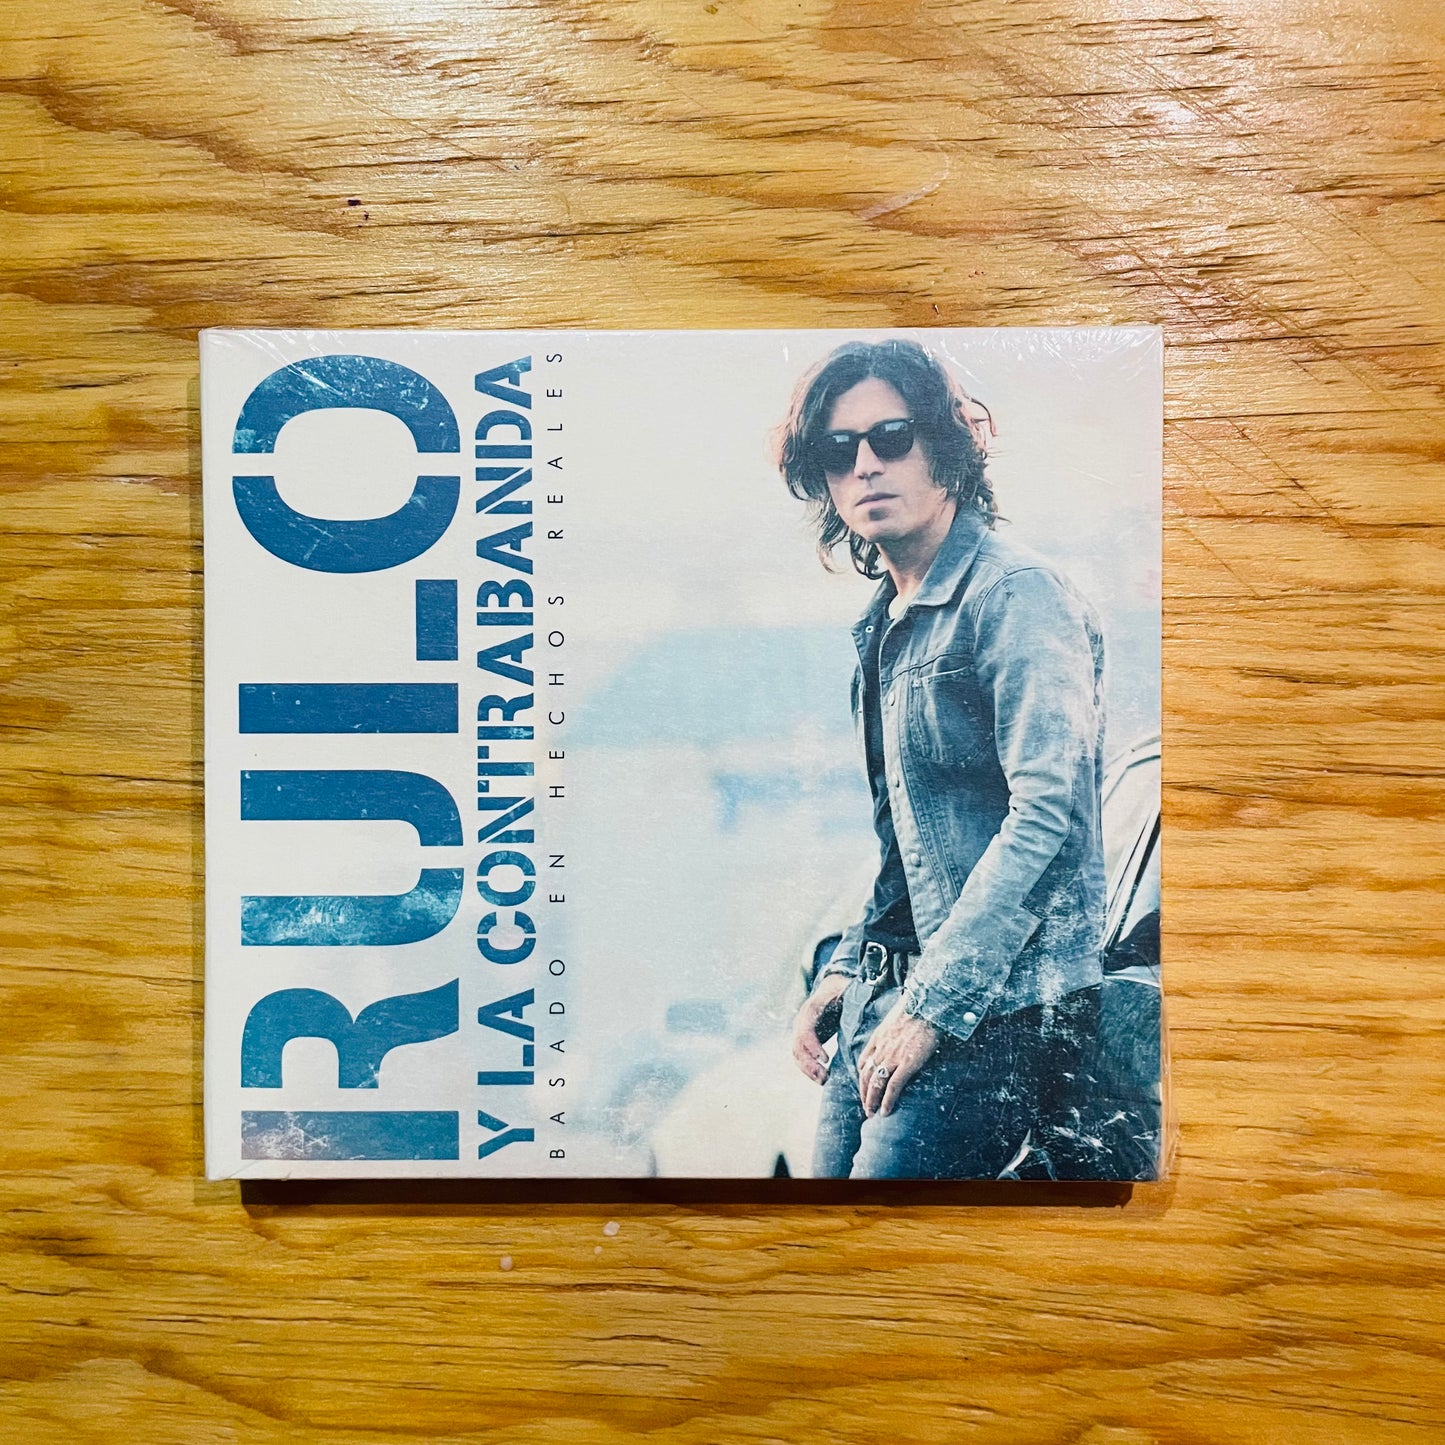 RULO
Y LA CONTRABANDA
BASADO EN HECHOS REALES